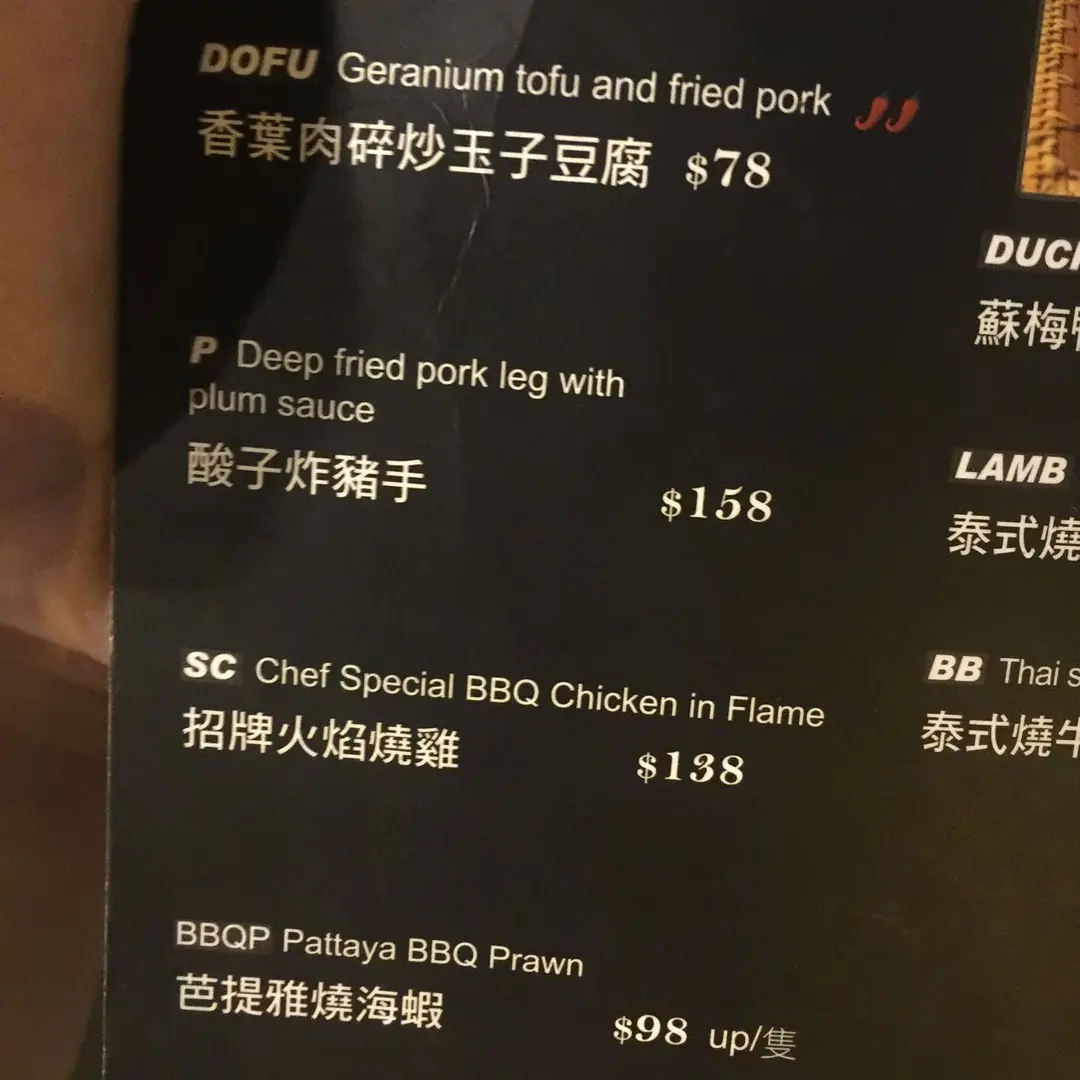 DOFU Geranium tofu and fried pork
香葉肉碎炒玉子豆腐 $78
P Deep fried pork leg with
plum sauce
酸子炸豬手
$158
SC Chef Special BBQ Chicken in Flame
招牌火焰燒雞
$138
BBQP Pattaya BBQ Prawn
芭提雅燒海蝦
$98 up/隻
蘇梅
LAMB
泰式燒
BB Thai
泰式燒牛